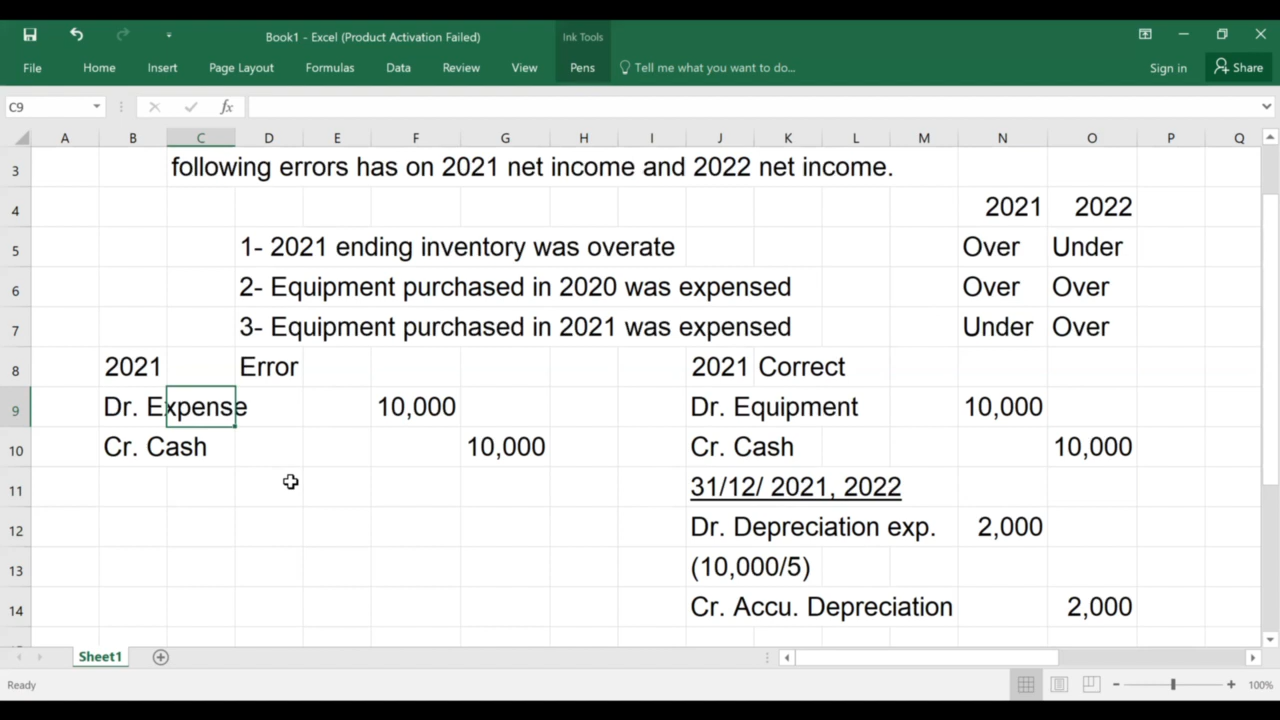 Book1 - Excel (Product Activation Failed) Ink Tools
File Home Insert Page Layout Formulas Data Review View Pens Tell me what you want to do... Sign in Share
C9 fx
A B C D E F G H I J K L M N O P Q
3 following errors has on 2021 net income and 2022 net income.
4 2021 2022
5 1- 2021 ending inventory was overate Over Under
6 2- Equipment purchased in 2020 was expensed Over Over
7 3- Equipment purchased in 2021 was expensed Under Over
8 2021 Error 2021 Correct
9 Dr. Expense 10,000 Dr. Equipment 10,000
10 Cr. Cash 10,000 Cr. Cash 10,000
11 31/12/ 2021, 2022
12 Dr. Depreciation exp. 2,000
13 (10,000/5)
14 Cr. Accu. Depreciation 2,000
Sheet1
Ready 100%